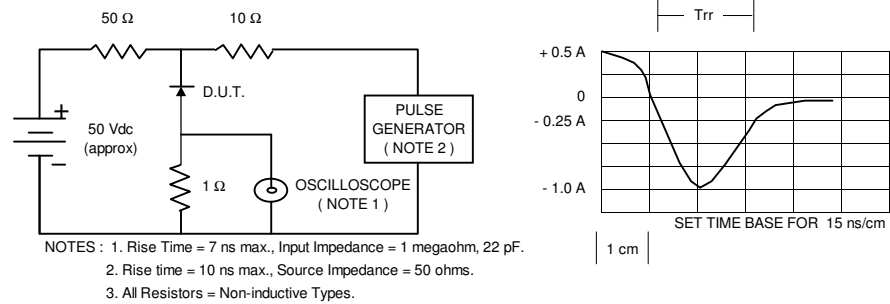 50 Ω
10 Ω
D.U.T.
+
50 Vdc
(approx)
−
1 Ω
OSCILLOSCOPE
( NOTE 1 )
PULSE
GENERATOR
( NOTE 2 )
NOTES : 1. Rise Time = 7 ns max., Input Impedance = 1 megaohm, 22 pF.
2. Rise time = 10 ns max., Source Impedance = 50 ohms.
3. All Resistors = Non-inductive Types.
Trr
+ 0.5 A
0
- 0.25 A
- 1.0 A
SET TIME BASE FOR 15 ns/cm
1 cm